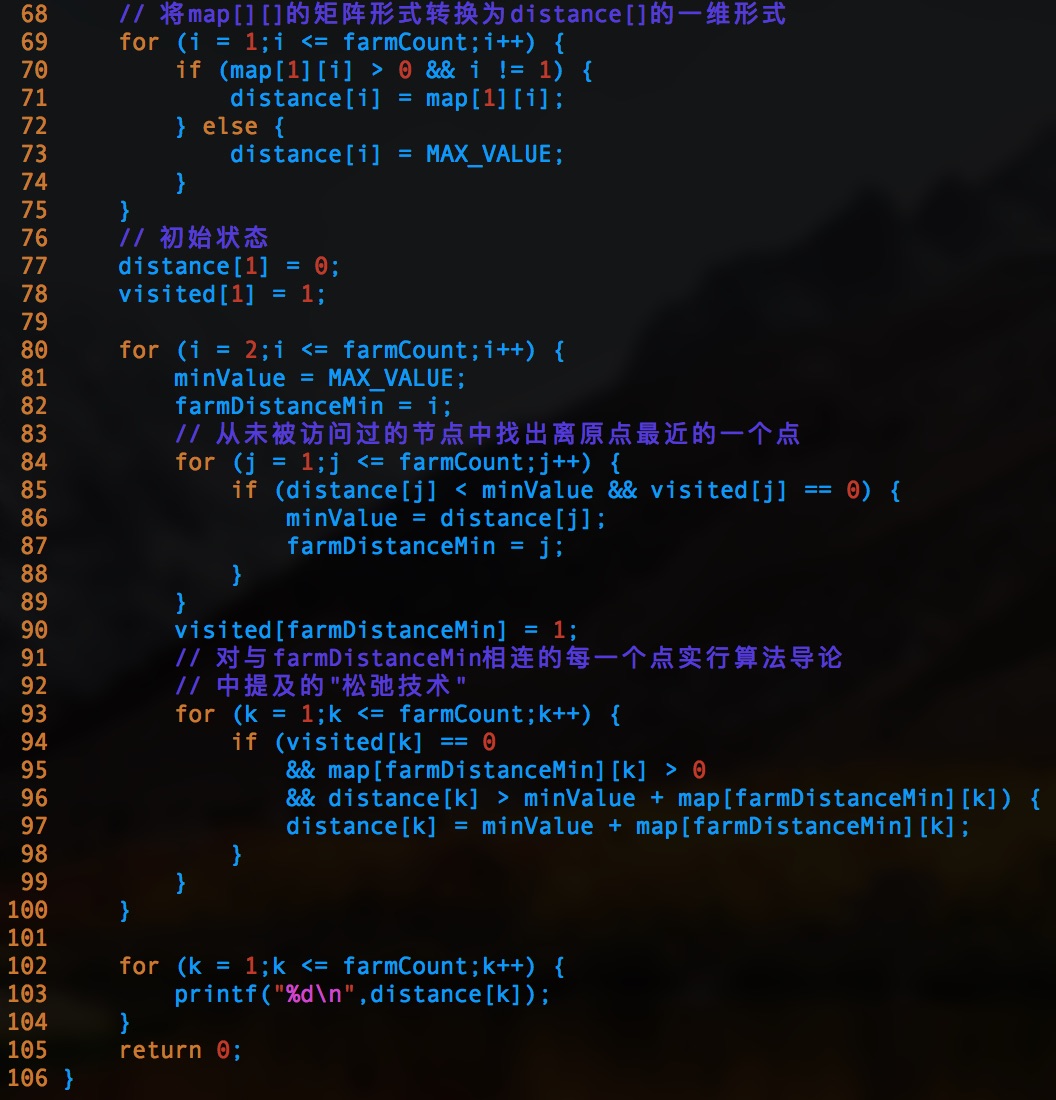 68     // 将map[][]的矩阵形式转换为distance[]的一维形式
69     for (i = 1;i <= farmCount;i++) {
70         if (map[1][i] > 0 && i != 1) {
71             distance[i] = map[1][i];
72         } else {
73             distance[i] = MAX_VALUE;
74         }
75     }
76     // 初始状态
77     distance[1] = 0;
78     visited[1] = 1;
79
80     for (i = 2;i <= farmCount;i++) {
81         minValue = MAX_VALUE;
82         farmDistanceMin = i;
83         // 从未被访问过的节点中找出离原点最近的一个点
84         for (j = 1;j <= farmCount;j++) {
85             if (distance[j] < minValue && visited[j] == 0) {
86                 minValue = distance[j];
87                 farmDistanceMin = j;
88             }
89         }
90         visited[farmDistanceMin] = 1;
91         // 对与farmDistanceMin相连的每一个点实行算法导论
92         // 中提及的"松弛技术"
93         for (k = 1;k <= farmCount;k++) {
94             if (visited[k] == 0
95                 && map[farmDistanceMin][k] > 0
96                 && distance[k] > minValue + map[farmDistanceMin][k]) {
97                 distance[k] = minValue + map[farmDistanceMin][k];
98             }
99         }
100     }
101
102     for (k = 1;k <= farmCount;k++) {
103         printf("%d\n",distance[k]);
104     }
105     return 0;
106 }